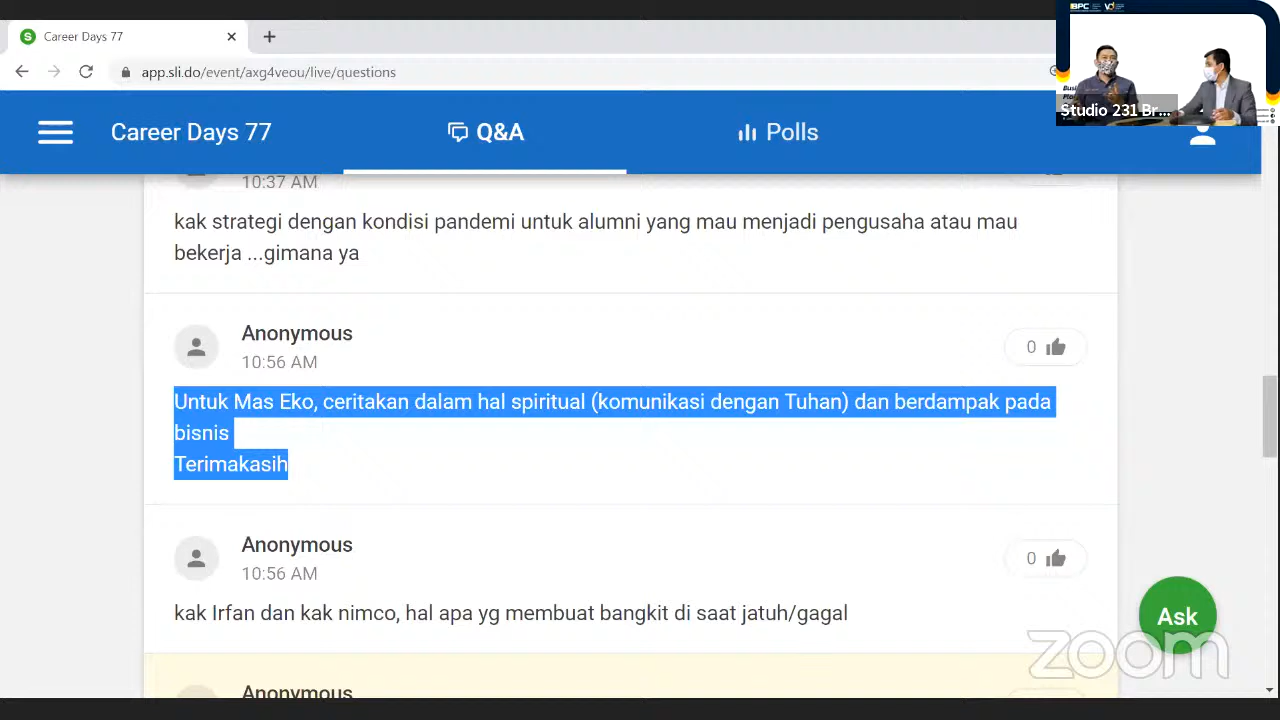 Career Days 77
app.sli.do/event/axg4veou/live/questions
BPC
Studio 231 Br...
Career Days 77
Q&A
Polls
10:37 AM
kak strategi dengan kondisi pandemi untuk alumni yang mau menjadi pengusaha atau mau
bekerja ...gimana ya
Anonymous
0
10:56 AM
Untuk Mas Eko, ceritakan dalam hal spiritual (komunikasi dengan Tuhan) dan berdampak pada
bisnis
Terimakasih
Anonymous
0
10:56 AM
kak Irfan dan kak nimco, hal apa yg membuat bangkit di saat jatuh/gagal
Ask
zoom
Anonymous